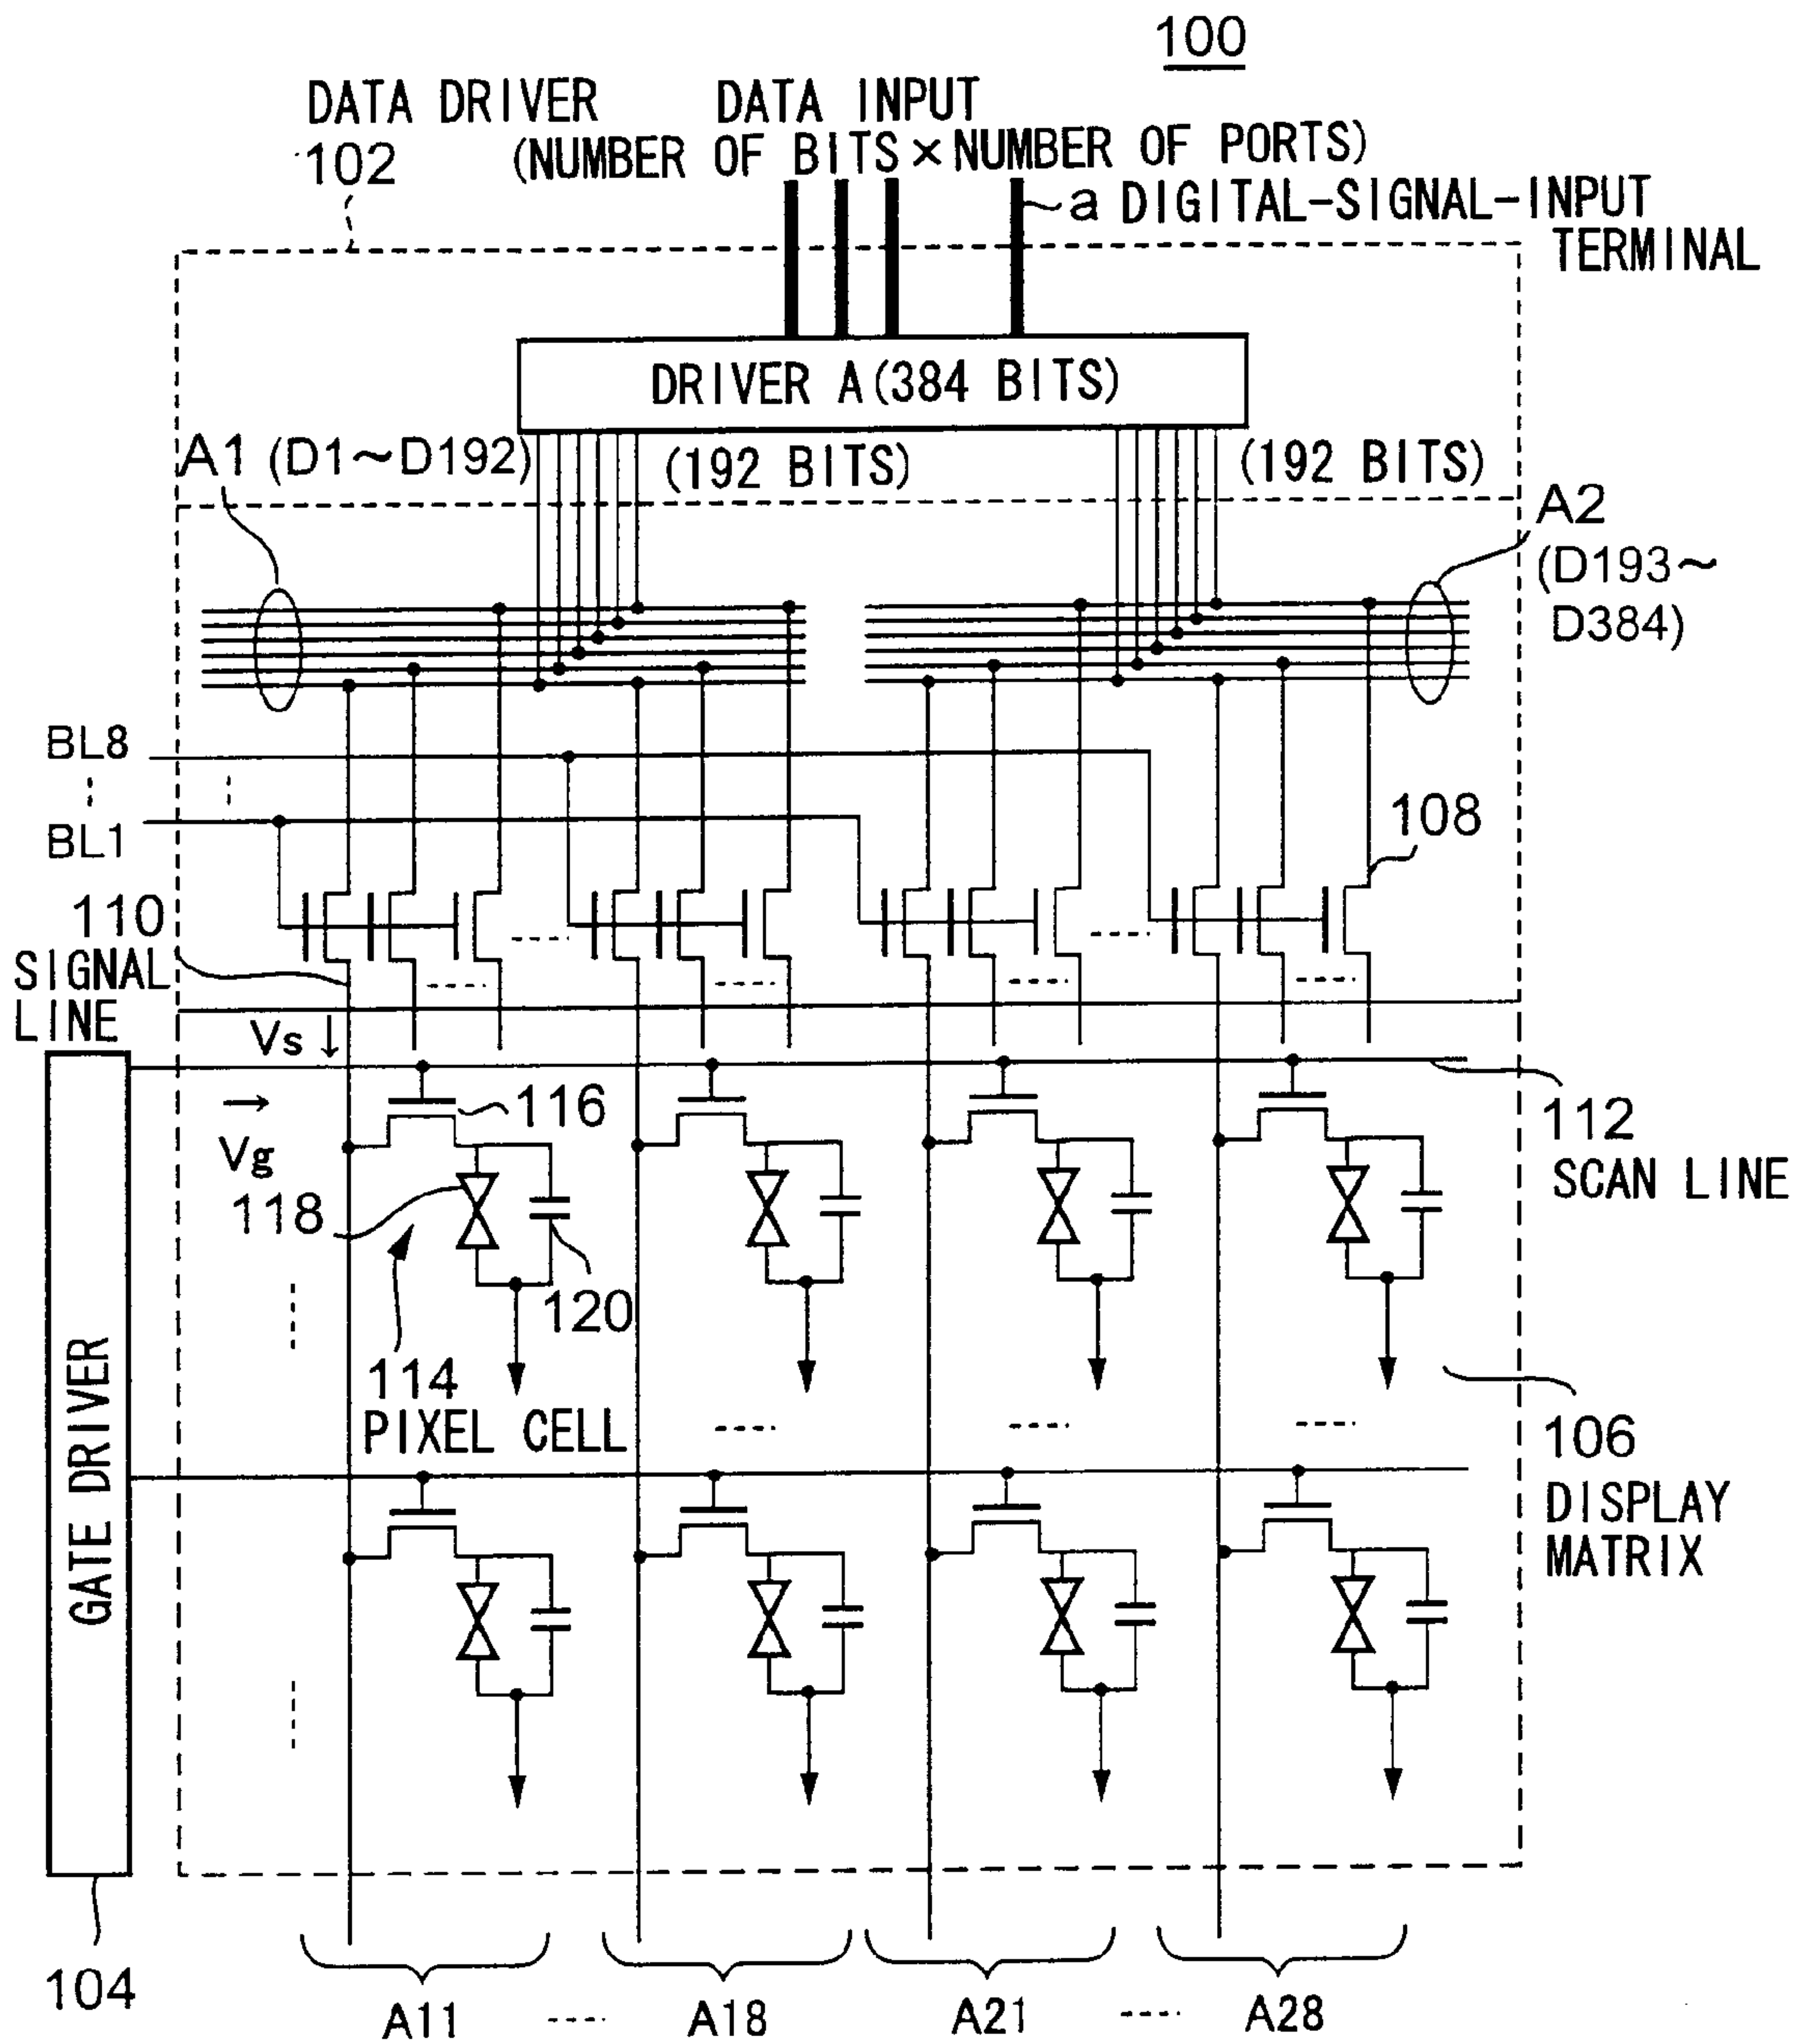 100
DATA DRIVER
102
DATA INPUT
(NUMBER OF BITS×NUMBER OF PORTS)
a DIGITAL-SIGNAL-INPUT
TERMINAL
DRIVER A(384 BITS)
A1 (D1~D192)
(192 BITS)
(192 BITS)
A2
(D193~
D384)
BL8
BL1
108
110
SIGNAL
LINE
Vs ↓
→
Vg
116
112
SCAN LINE
118
120
114
PIXEL CELL
106
DISPLAY
MATRIX
GATE DRIVER
104
A11
A18
A21
A28